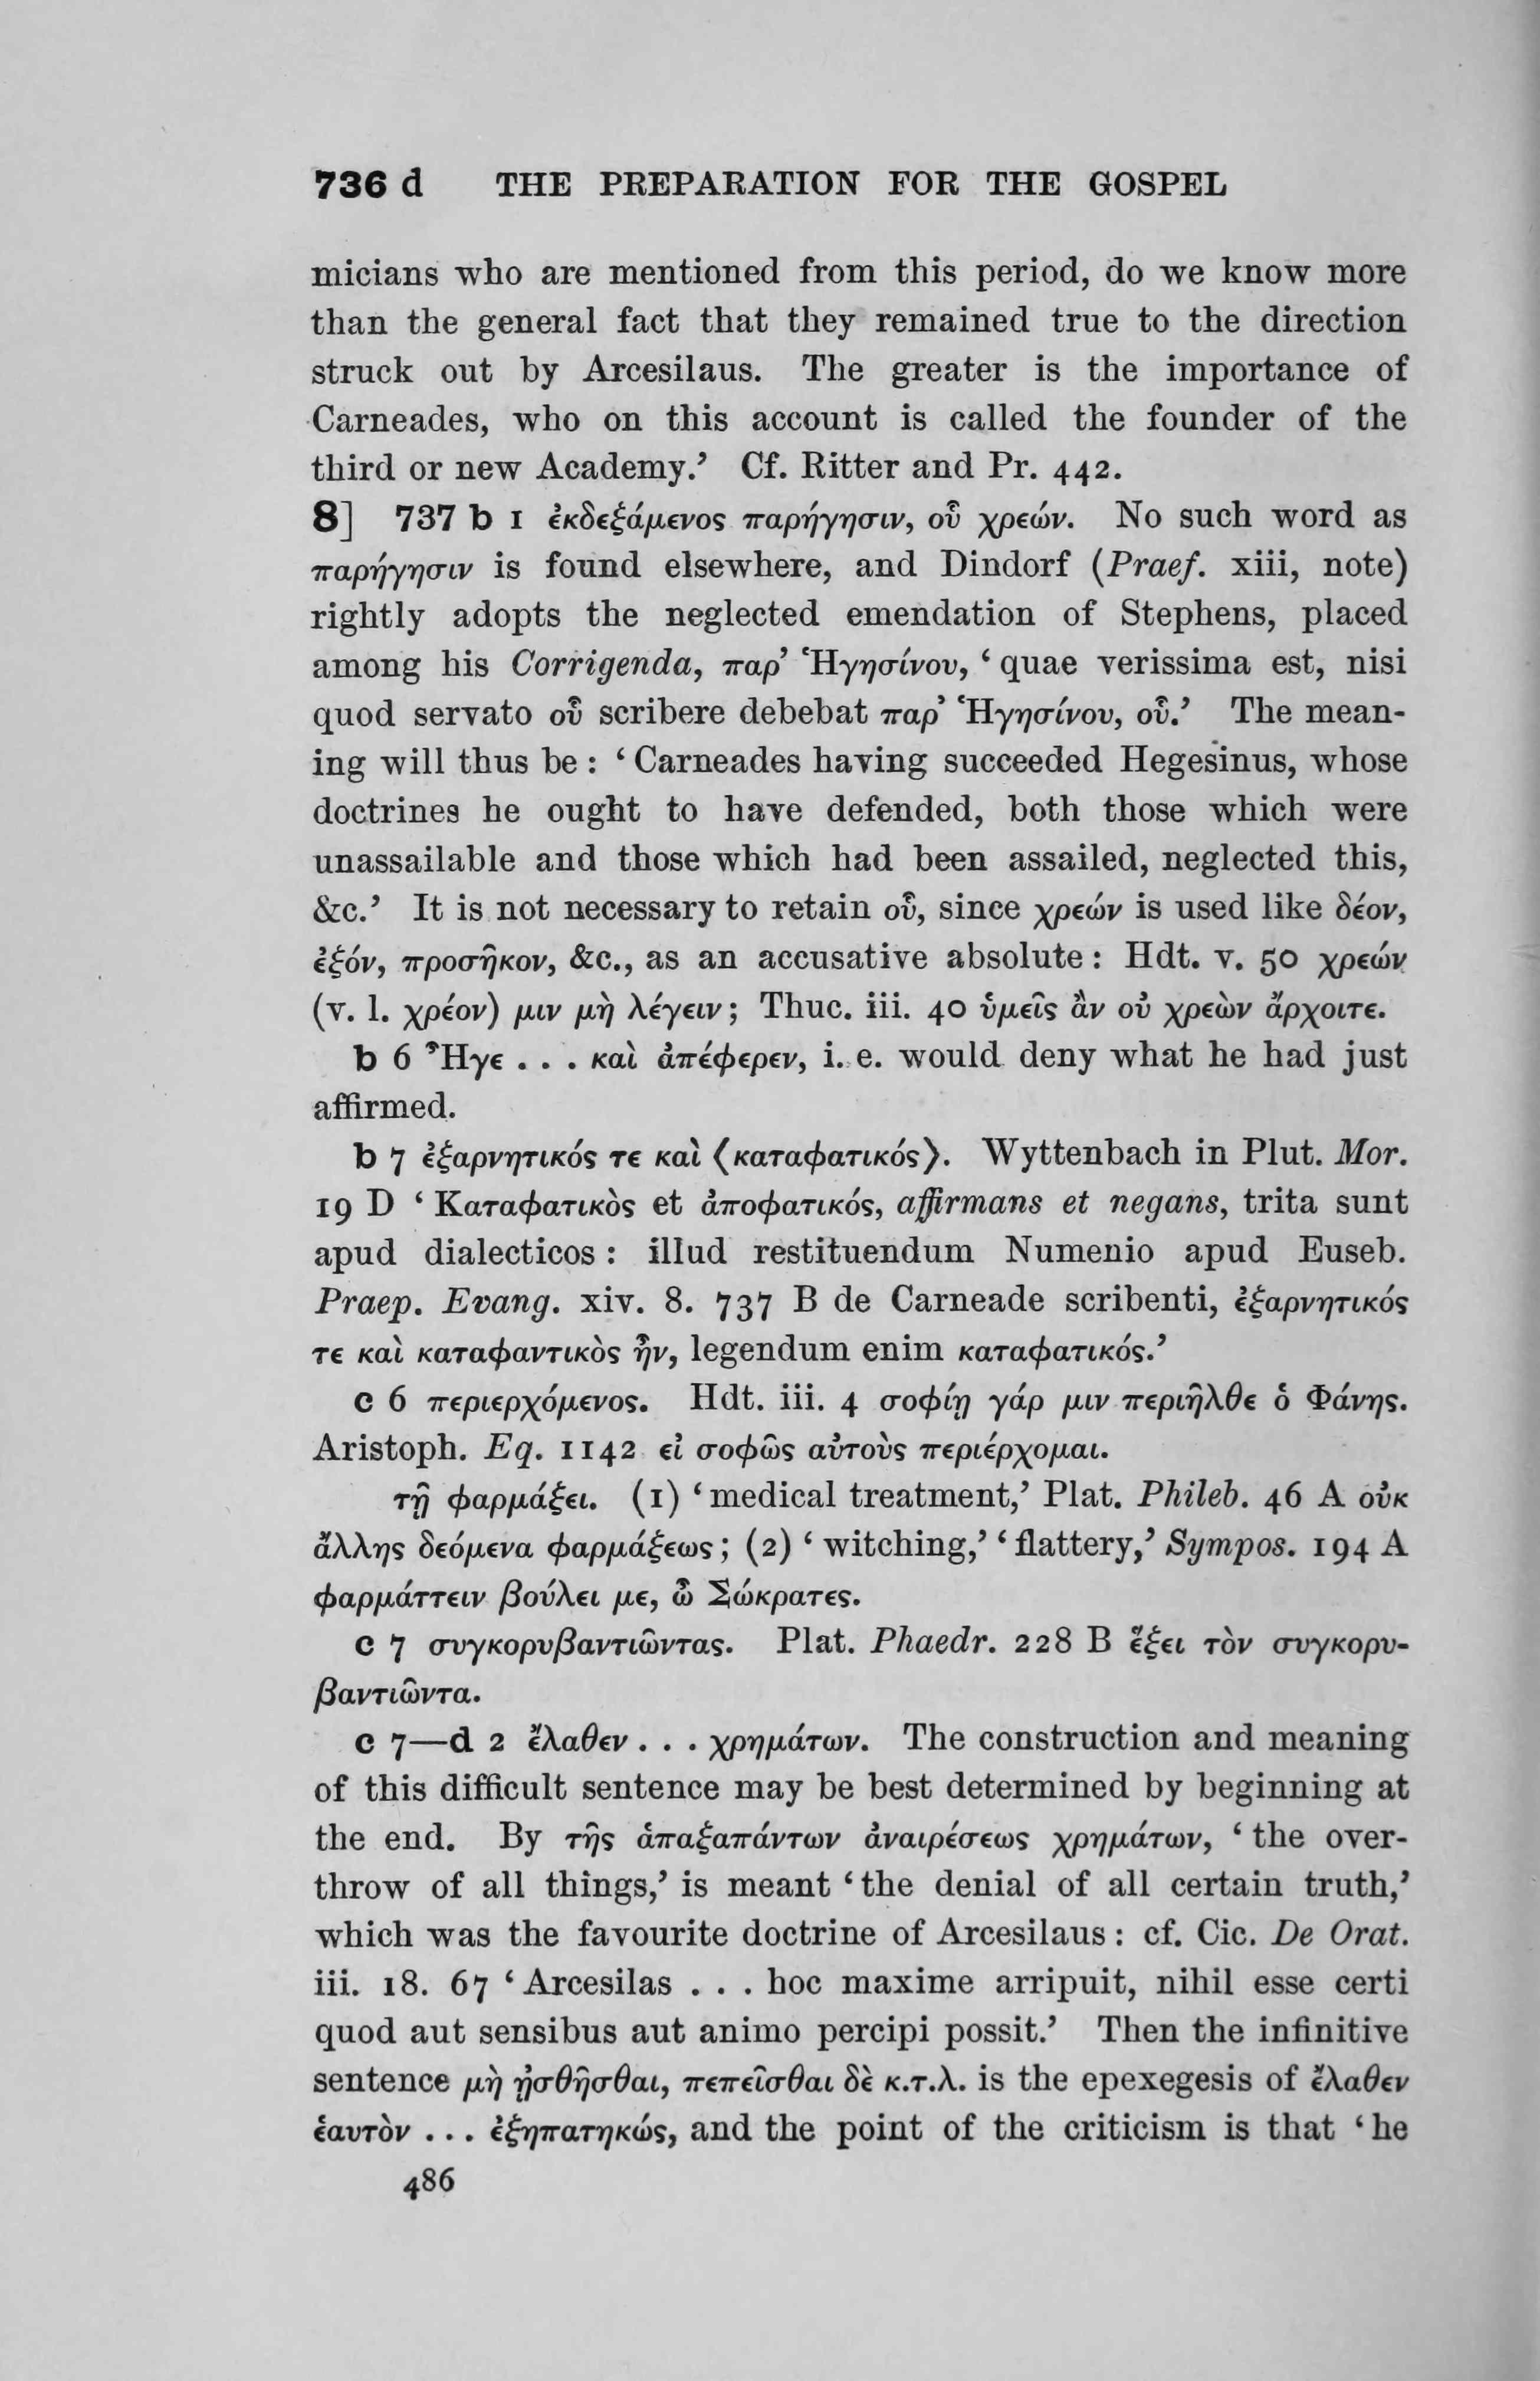 736 d THE PREPARATION FOR THE GOSPEL
micians who are mentioned from this period, do we know more
than the general fact that they remained true to the direction
struck out by Arcesilaus. The greater is the importance of
Carneades, who on this account is called the founder of the
third or new Academy.’ Cf. Ritter and Pr. 442.
8] 737 b 1 ἐκδεξάμενος παρήγησιν, οὗ χρεών. No such word as
παρήγησιν is found elsewhere, and Dindorf (Praef. xiii, note)
rightly adopts the neglected emendation of Stephens, placed
among his Corrigenda, παρ’ Ἡγησίνου, ‘ quae verissima est, nisi
quod servato οὗ scribere debebat παρ’ Ἡγησίνου, οὗ.’ The mean-
ing will thus be : ‘ Carneades having succeeded Hegesinus, whose
doctrines he ought to have defended, both those which were
unassailable and those which had been assailed, neglected this,
&c.’ It is not necessary to retain οὗ, since χρεών is used like δέον,
ἐξόν, προσῆκον, &c., as an accusative absolute : Hdt. v. 50 χρεών
(v. l. χρέον) μιν μὴ λέγειν ; Thuc. iii. 40 ὑμεῖς ἂν οὐ χρεὼν ἄρχοιτε.
b 6 Ἦγε . . . καὶ ἀπέφερεν, i. e. would deny what he had just
affirmed.
b 7 ἐξαρνητικός τε καὶ ⟨καταφατικός⟩. Wyttenbach in Plut. Mor.
19 D ‘ Καταφατικὸς et ἀποφατικός, affirmans et negans, trita sunt
apud dialecticos : illud restituendum Numenio apud Euseb.
Praep. Evang. xiv. 8. 737 B de Carneade scribenti, ἐξαρνητικός
τε καὶ καταφαντικὸς ἦν, legendum enim καταφατικός.’
c 6 περιερχόμενος. Hdt. iii. 4 σοφίῃ γάρ μιν περιῆλθε ὁ Φάνης.
Aristoph. Eq. 1142 εἰ σοφῶς αὐτοὺς περιέρχομαι.
τῇ φαρμάξει. (1) ‘ medical treatment,’ Plat. Phileb. 46 A οὐκ
ἄλλης δεόμενα φαρμάξεως ; (2) ‘ witching,’ ‘ flattery,’ Sympos. 194 A
φαρμάττειν βούλει με, ὦ Σώκρατες.
c 7 συγκορυβαντιῶντας. Plat. Phaedr. 228 B ἕξει τὸν συγκορυ-
βαντιῶντα.
c 7—d 2 ἔλαθεν . . . χρημάτων. The construction and meaning
of this difficult sentence may be best determined by beginning at
the end. By τῆς ἁπαξαπάντων ἀναιρέσεως χρημάτων, ‘ the over-
throw of all things,’ is meant ‘ the denial of all certain truth,’
which was the favourite doctrine of Arcesilaus : cf. Cic. De Orat.
iii. 18. 67 ‘ Arcesilas . . . hoc maxime arripuit, nihil esse certi
quod aut sensibus aut animo percipi possit.’ Then the infinitive
sentence μὴ ᾐσθῆσθαι, πεπεῖσθαι δὲ κ.τ.λ. is the epexegesis of ἔλαθεν
ἑαυτὸν . . . ἐξηπατηκώς, and the point of the criticism is that ‘ he
486